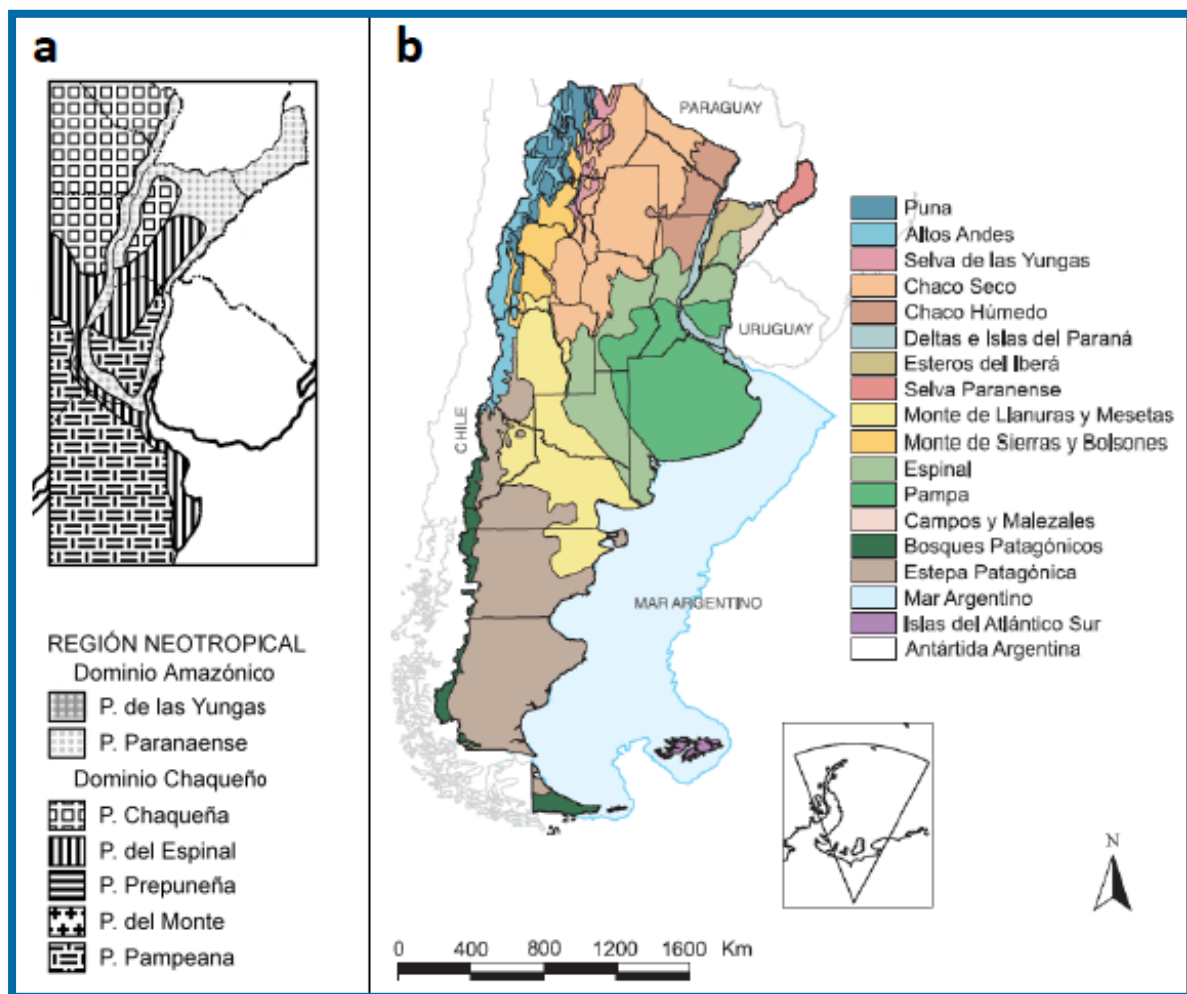 a
REGIÓN NEOTROPICAL
Dominio Amazónico
P. de las Yungas
P. Paranaense
Dominio Chaqueño
P. Chaqueña
P. del Espinal
P. Prepuneña
P. del Monte
P. Pampeana
b
PARAGUAY
URUGUAY
CHILE
MAR ARGENTINO
Puna
Altos Andes
Selva de las Yungas
Chaco Seco
Chaco Húmedo
Deltas e Islas del Paraná
Esteros del Iberá
Selva Paranense
Monte de Llanuras y Mesetas
Monte de Sierras y Bolsones
Espinal
Pampa
Campos y Malezales
Bosques Patagónicos
Estepa Patagónica
Mar Argentino
Islas del Atlántico Sur
Antártida Argentina
N
0 400 800 1200 1600 Km